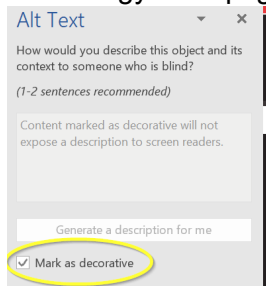 Alt Text
How would you describe this object and its
context to someone who is blind?
(1-2 sentences recommended)
Content marked as decorative will not
expose a description to screen readers.
Generate a description for me
Mark as decorative